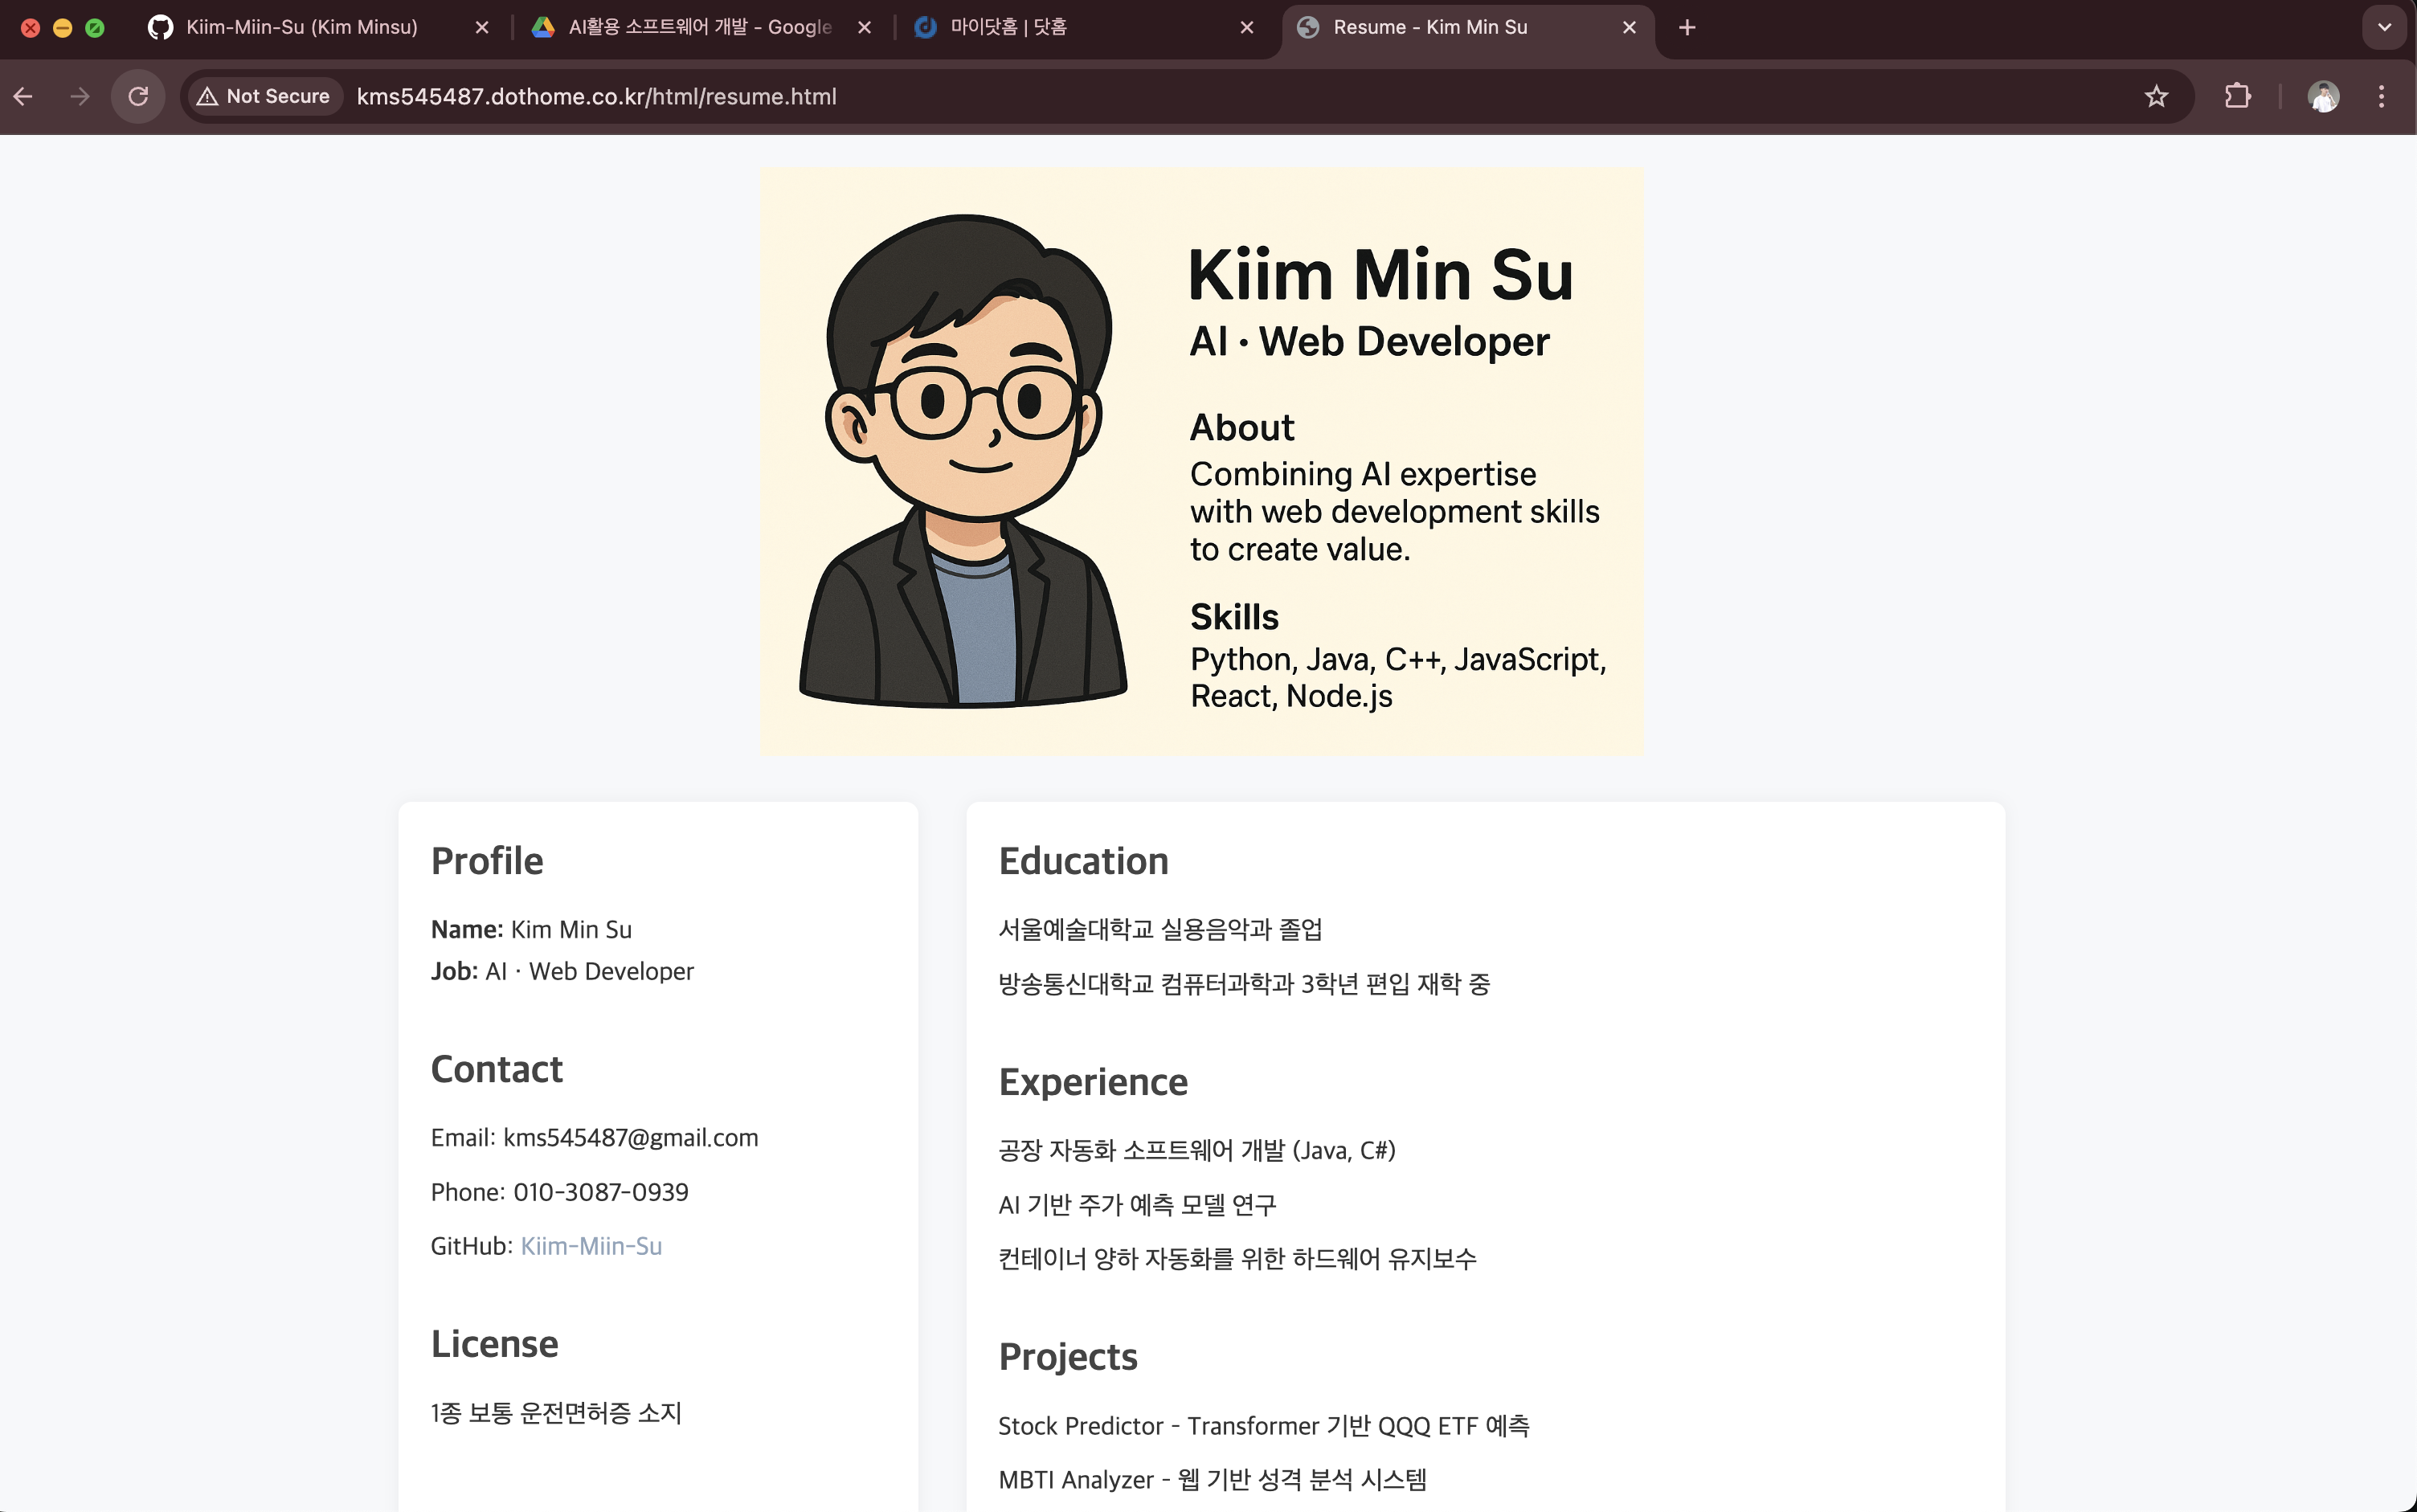 Kiim-Miin-Su (Kim Minsu)
AI활용 소프트웨어 개발 - Google
마이닷홈 | 닷홈
Resume - Kim Min Su
Not Secure
kms545487.dothome.co.kr/html/resume.html
Kiim Min Su
AI · Web Developer
About
Combining AI expertise
with web development skills
to create value.
Skills
Python, Java, C++, JavaScript,
React, Node.js
Profile
Name: Kim Min Su
Job: AI · Web Developer
Contact
Email: kms545487@gmail.com
Phone: 010-3087-0939
GitHub: Kiim-Miin-Su
License
1종 보통 운전면허증 소지
Education
서울예술대학교 실용음악과 졸업
방송통신대학교 컴퓨터과학과 3학년 편입 재학 중
Experience
공장 자동화 소프트웨어 개발 (Java, C#)
AI 기반 주가 예측 모델 연구
컨테이너 양하 자동화를 위한 하드웨어 유지보수
Projects
Stock Predictor - Transformer 기반 QQQ ETF 예측
MBTI Analyzer - 웹 기반 성격 분석 시스템